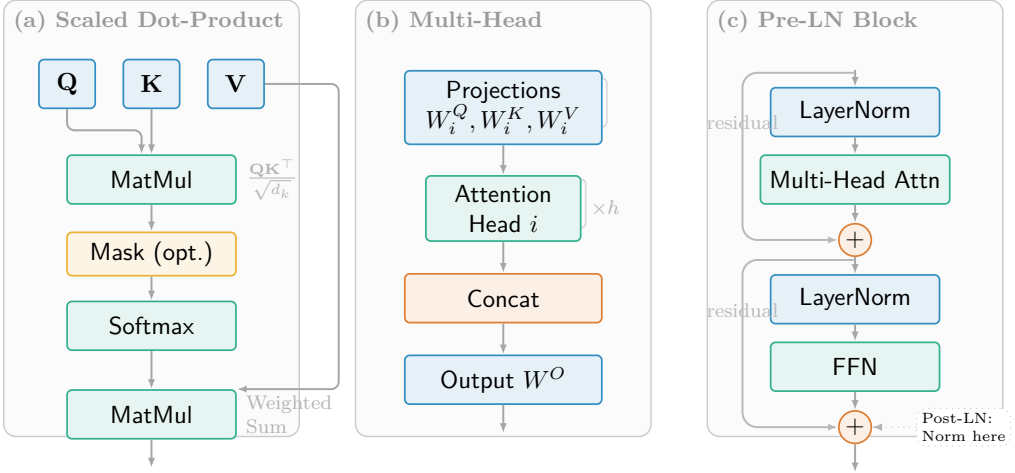 (a) Scaled Dot-Product
Q
K
V
MatMul
QK⊤
√dk
Mask (opt.)
Softmax
MatMul
Weighted
Sum
(b) Multi-Head
Projections
W_i^Q, W_i^K, W_i^V
Attention
Head i
×h
Concat
Output W^O
(c) Pre-LN Block
residual
LayerNorm
Multi-Head Attn
+
residual
LayerNorm
FFN
+
Post-LN:
Norm here